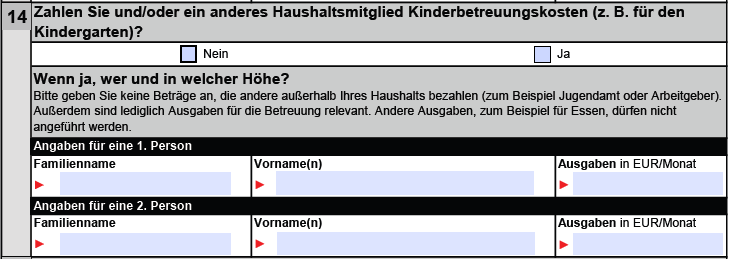 14 Zahlen Sie und/oder ein anderes Haushaltsmitglied Kinderbetreuungskosten (z. B. für den
Kindergarten)?
Nein Ja
Wenn ja, wer und in welcher Höhe?
Bitte geben Sie keine Beträge an, die andere außerhalb Ihres Haushalts bezahlen (zum Beispiel Jugendamt oder Arbeitgeber).
Außerdem sind lediglich Ausgaben für die Betreuung relevant. Andere Ausgaben, zum Beispiel für Essen, dürfen nicht
angeführt werden.
Angaben für eine 1. Person
Familienname Vorname(n) Ausgaben in EUR/Monat
Angaben für eine 2. Person
Familienname Vorname(n) Ausgaben in EUR/Monat